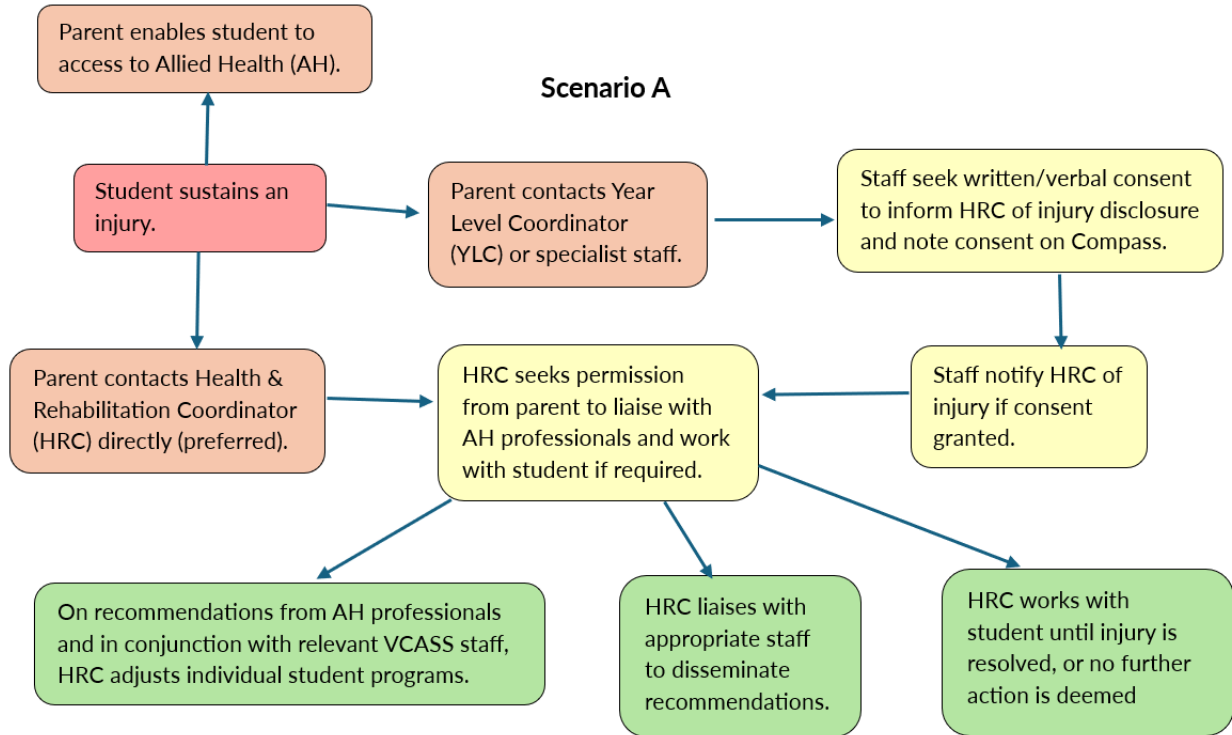 Parent enables student to
access to Allied Health (AH).
Scenario A
Student sustains an
injury.
Parent contacts Year
Level Coordinator
(YLC) or specialist staff.
Staff seek written/verbal consent
to inform HRC of injury disclosure
and note consent on Compass.
Parent contacts Health &
Rehabilitation Coordinator
(HRC) directly (preferred).
HRC seeks permission
from parent to liaise with
AH professionals and work
with student if required.
Staff notify HRC of
injury if consent
granted.
On recommendations from AH professionals
and in conjunction with relevant VCASS staff,
HRC adjusts individual student programs.
HRC liaises with
appropriate staff
to disseminate
recommendations.
HRC works with
student until injury is
resolved, or no further
action is deemed